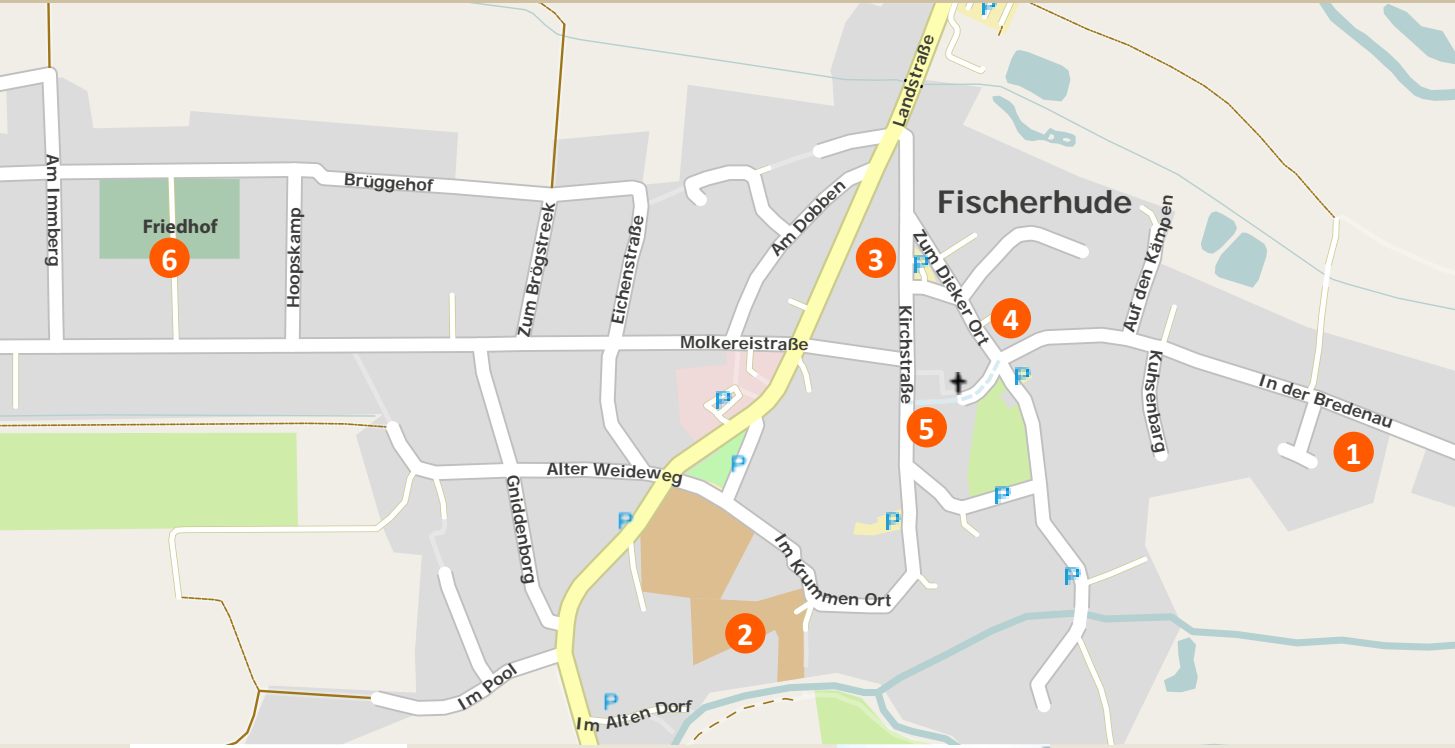 P
Landstraße
Am Immberg
Brüggehof
Fischerhude
Friedhof
6
Hoopskamp
Zum Brögstreek
Eichenstraße
Am Dobben
3
P
Zum Dieker Ort
Auf den Kämpen
4
Molkereistraße
Kirchstraße
P
Kuhsenbarg
In der Bredenau
P
5
1
Alter Weideweg
P
Gniddenborg
P
P
P
Im Krummen Ort
P
2
Im Pool
P
Im Alten Dorf